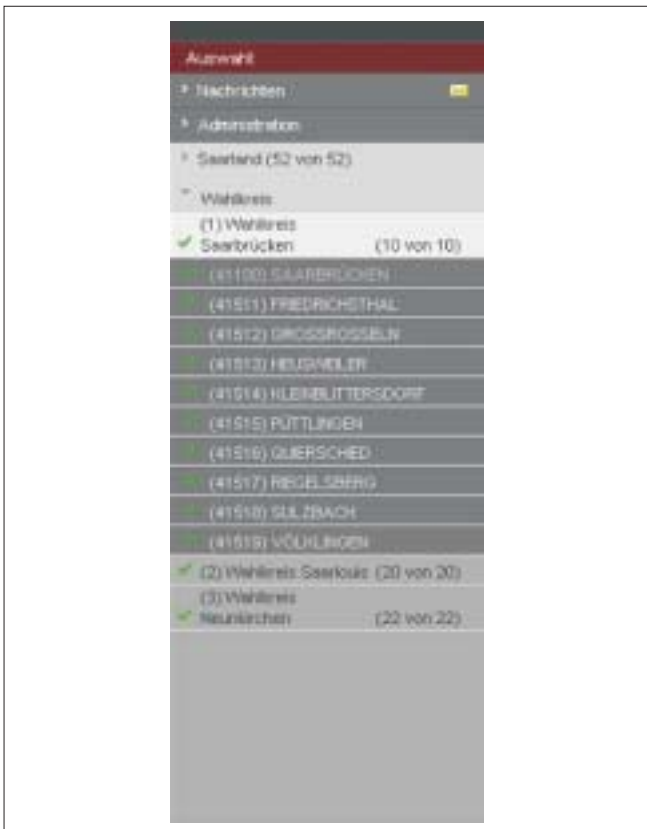 Auswahl
Nachrichten
Administration
Saarland (52 von 52)
Wahlkreis
(1) Wahlkreis
Saarbrücken (10 von 10)
(41100) SAARBRÜCKEN
(41511) FRIEDRICHSTHAL
(41512) GROSSROSSELN
(41513) HEUSWEILER
(41514) KLEINBLITTERSDORF
(41515) PÜTTLINGEN
(41516) QUIERSCHIED
(41517) RIEGELSBERG
(41518) SULZBACH
(41519) VÖLKLINGEN
(2) Wahlkreis Saarlouis (20 von 20)
(3) Wahlkreis
Neunkirchen (22 von 22)